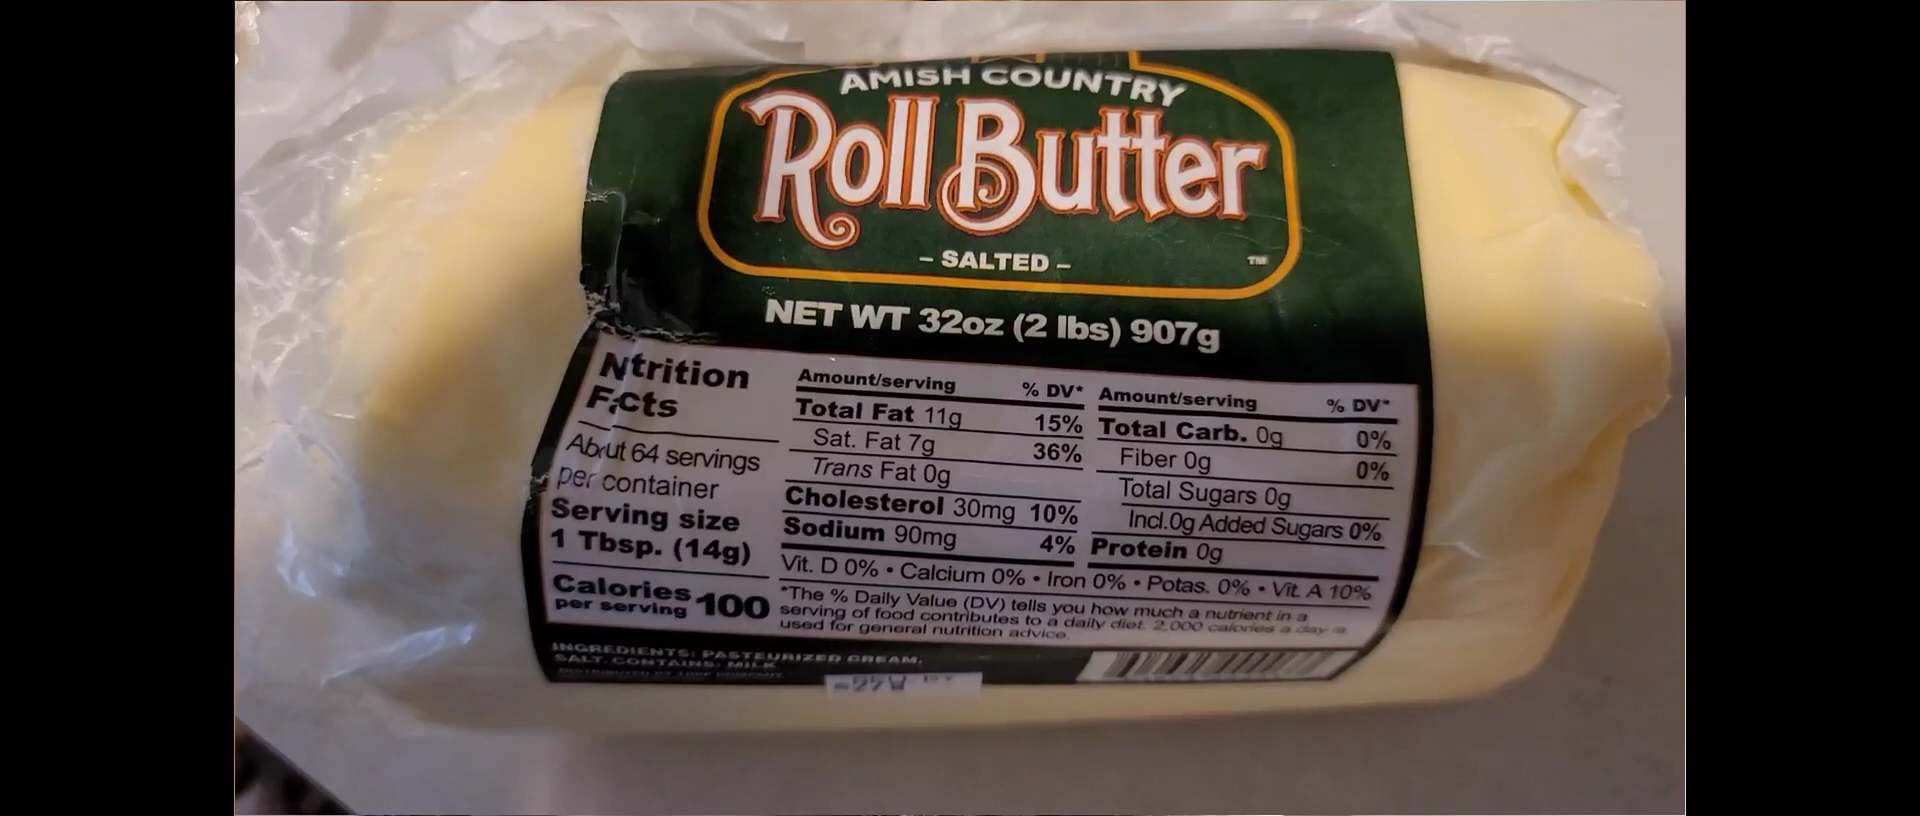 AMISH COUNTRY
Roll Butter
- SALTED -
TM
NET WT 32oz (2 lbs) 907g
Ntrition
Facts
About 64 servings
per container
Serving size
1 Tbsp. (14g)
Calories 100
per serving
Amount/serving % DV*
Total Fat 11g 15%
Sat. Fat 7g 36%
Trans Fat 0g
Cholesterol 30mg 10%
Sodium 90mg 4%
Amount/serving % DV*
Total Carb. 0g 0%
Fiber 0g 0%
Total Sugars 0g
Incl.0g Added Sugars 0%
Protein 0g
Vit. D 0% • Calcium 0% • Iron 0% • Potas. 0% • Vit. A 10%
*The % Daily Value (DV) tells you how much a nutrient in a
serving of food contributes to a daily diet. 2,000 calories a day is
used for general nutrition advice.
INGREDIENTS: PASTEURIZED CREAM,
SALT. CONTAINS: MILK